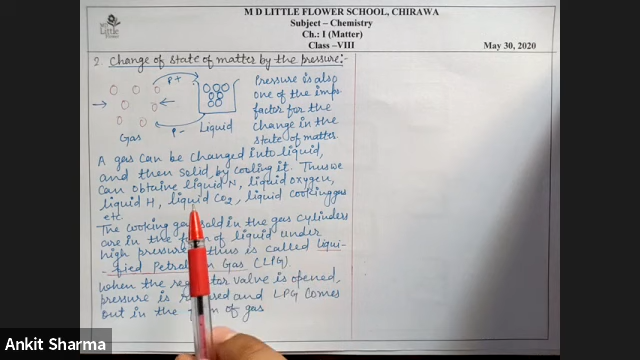 M D LITTLE FLOWER SCHOOL, CHIRAWA
Subject – Chemistry
Ch.: I (Matter)
Class –VIII
May 30, 2020
Little
Flower
2 Change of state of matter by the pressure:-
P+
P-
Gas
Liquid
Pressure is also
one of the imp.
factor for the
change in the
state of matter
A gas can be changed into liquid,
and then solid by cooling it. Thus we
can obtaine liquid N, liquid oxygen,
liquid H, liquid CO2, liquid cooking gas
etc.
The cooking gas sold in the gas cylinders
are in the of liquid under
high pressure thus is called liqui-
-fied Petroleum Gas (LPG).
When the valve is opened,
pressure is and LPG comes
out in the of gas
Ankit Sharma